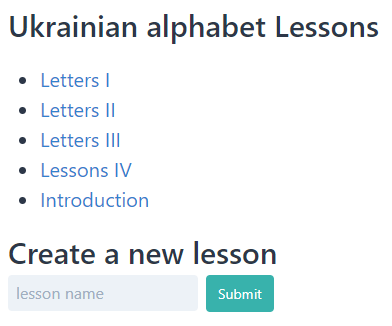 Ukrainian alphabet Lessons
Letters I
Letters II
Letters III
Lessons IV
Introduction
Create a new lesson
lesson name Submit